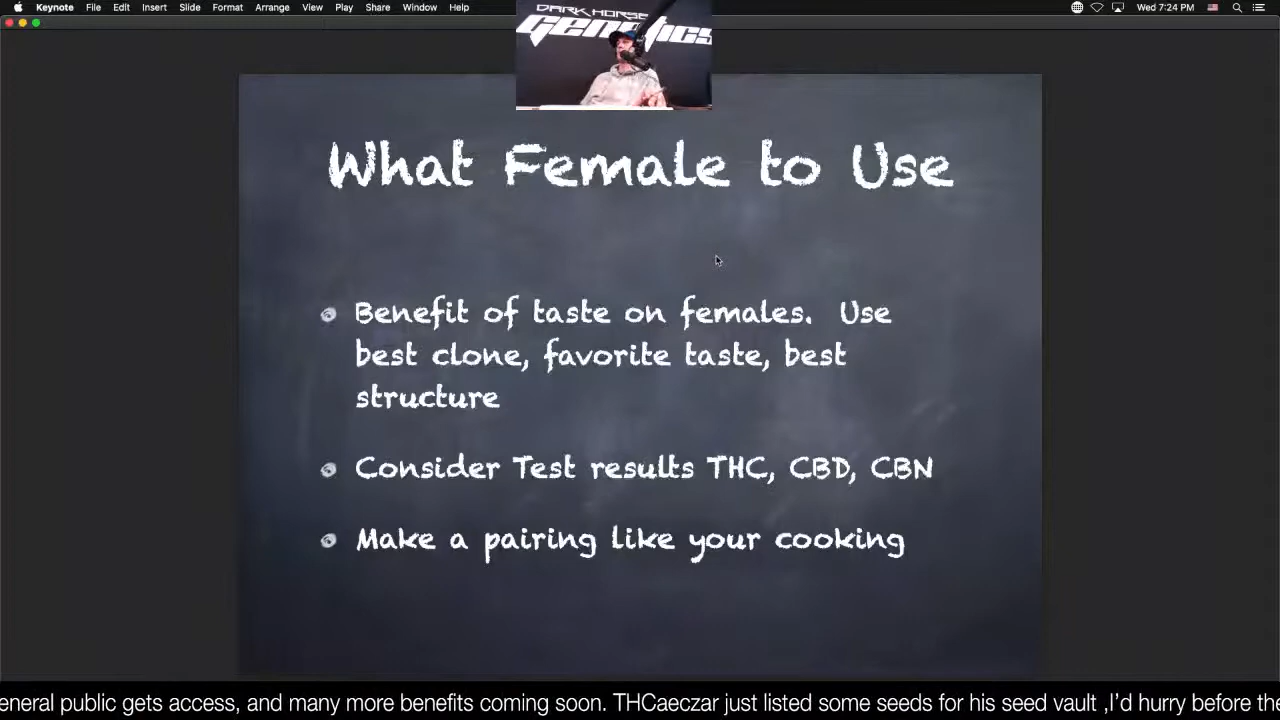 Keynote File Edit Insert Slide Format Arrange View Play Share Window Help Wed 7:24 PM
DARK HORSE
genetics
What Female to Use
Benefit of taste on females. Use
best clone, favorite taste, best
structure
Consider Test results THC, CBD, CBN
Make a pairing like your cooking
eneral public gets access, and many more benefits coming soon. THCaeczar just listed some seeds for his seed vault ,I'd hurry before the